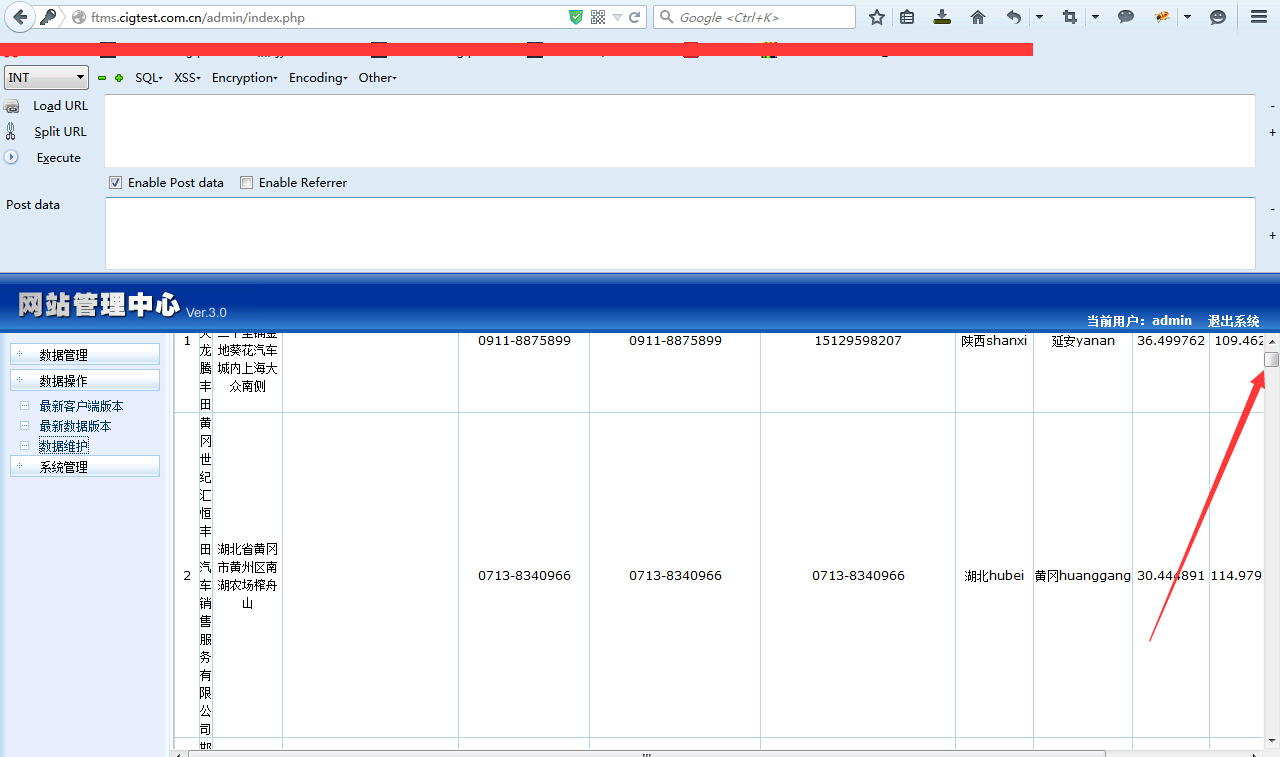 ftms.cigtest.com.cn/admin/index.php
Google <Ctrl+K>
INT
SQL
XSS
Encryption
Encoding
Other
Load URL
Split URL
Execute
Enable Post data
Enable Referrer
Post data
网站管理中心 Ver.3.0
当前用户：admin 退出系统
数据管理
数据操作
最新客户端版本
最新数据版本
数据维护
系统管理
1
龙
腾
丰
田
地葵花汽车
城内上海大
众南侧
0911-8875899
0911-8875899
15129598207
陕西shanxi
延安yanan
36.499762
109.462
2
黄
冈
世
纪
汇
恒
丰
田
汽
车
销
售
服
务
有
限
公
司
湖北省黄冈
市黄州区南
湖农场榨舟
山
0713-8340966
0713-8340966
0713-8340966
湖北hubei
黄冈huanggang
30.444891
114.979